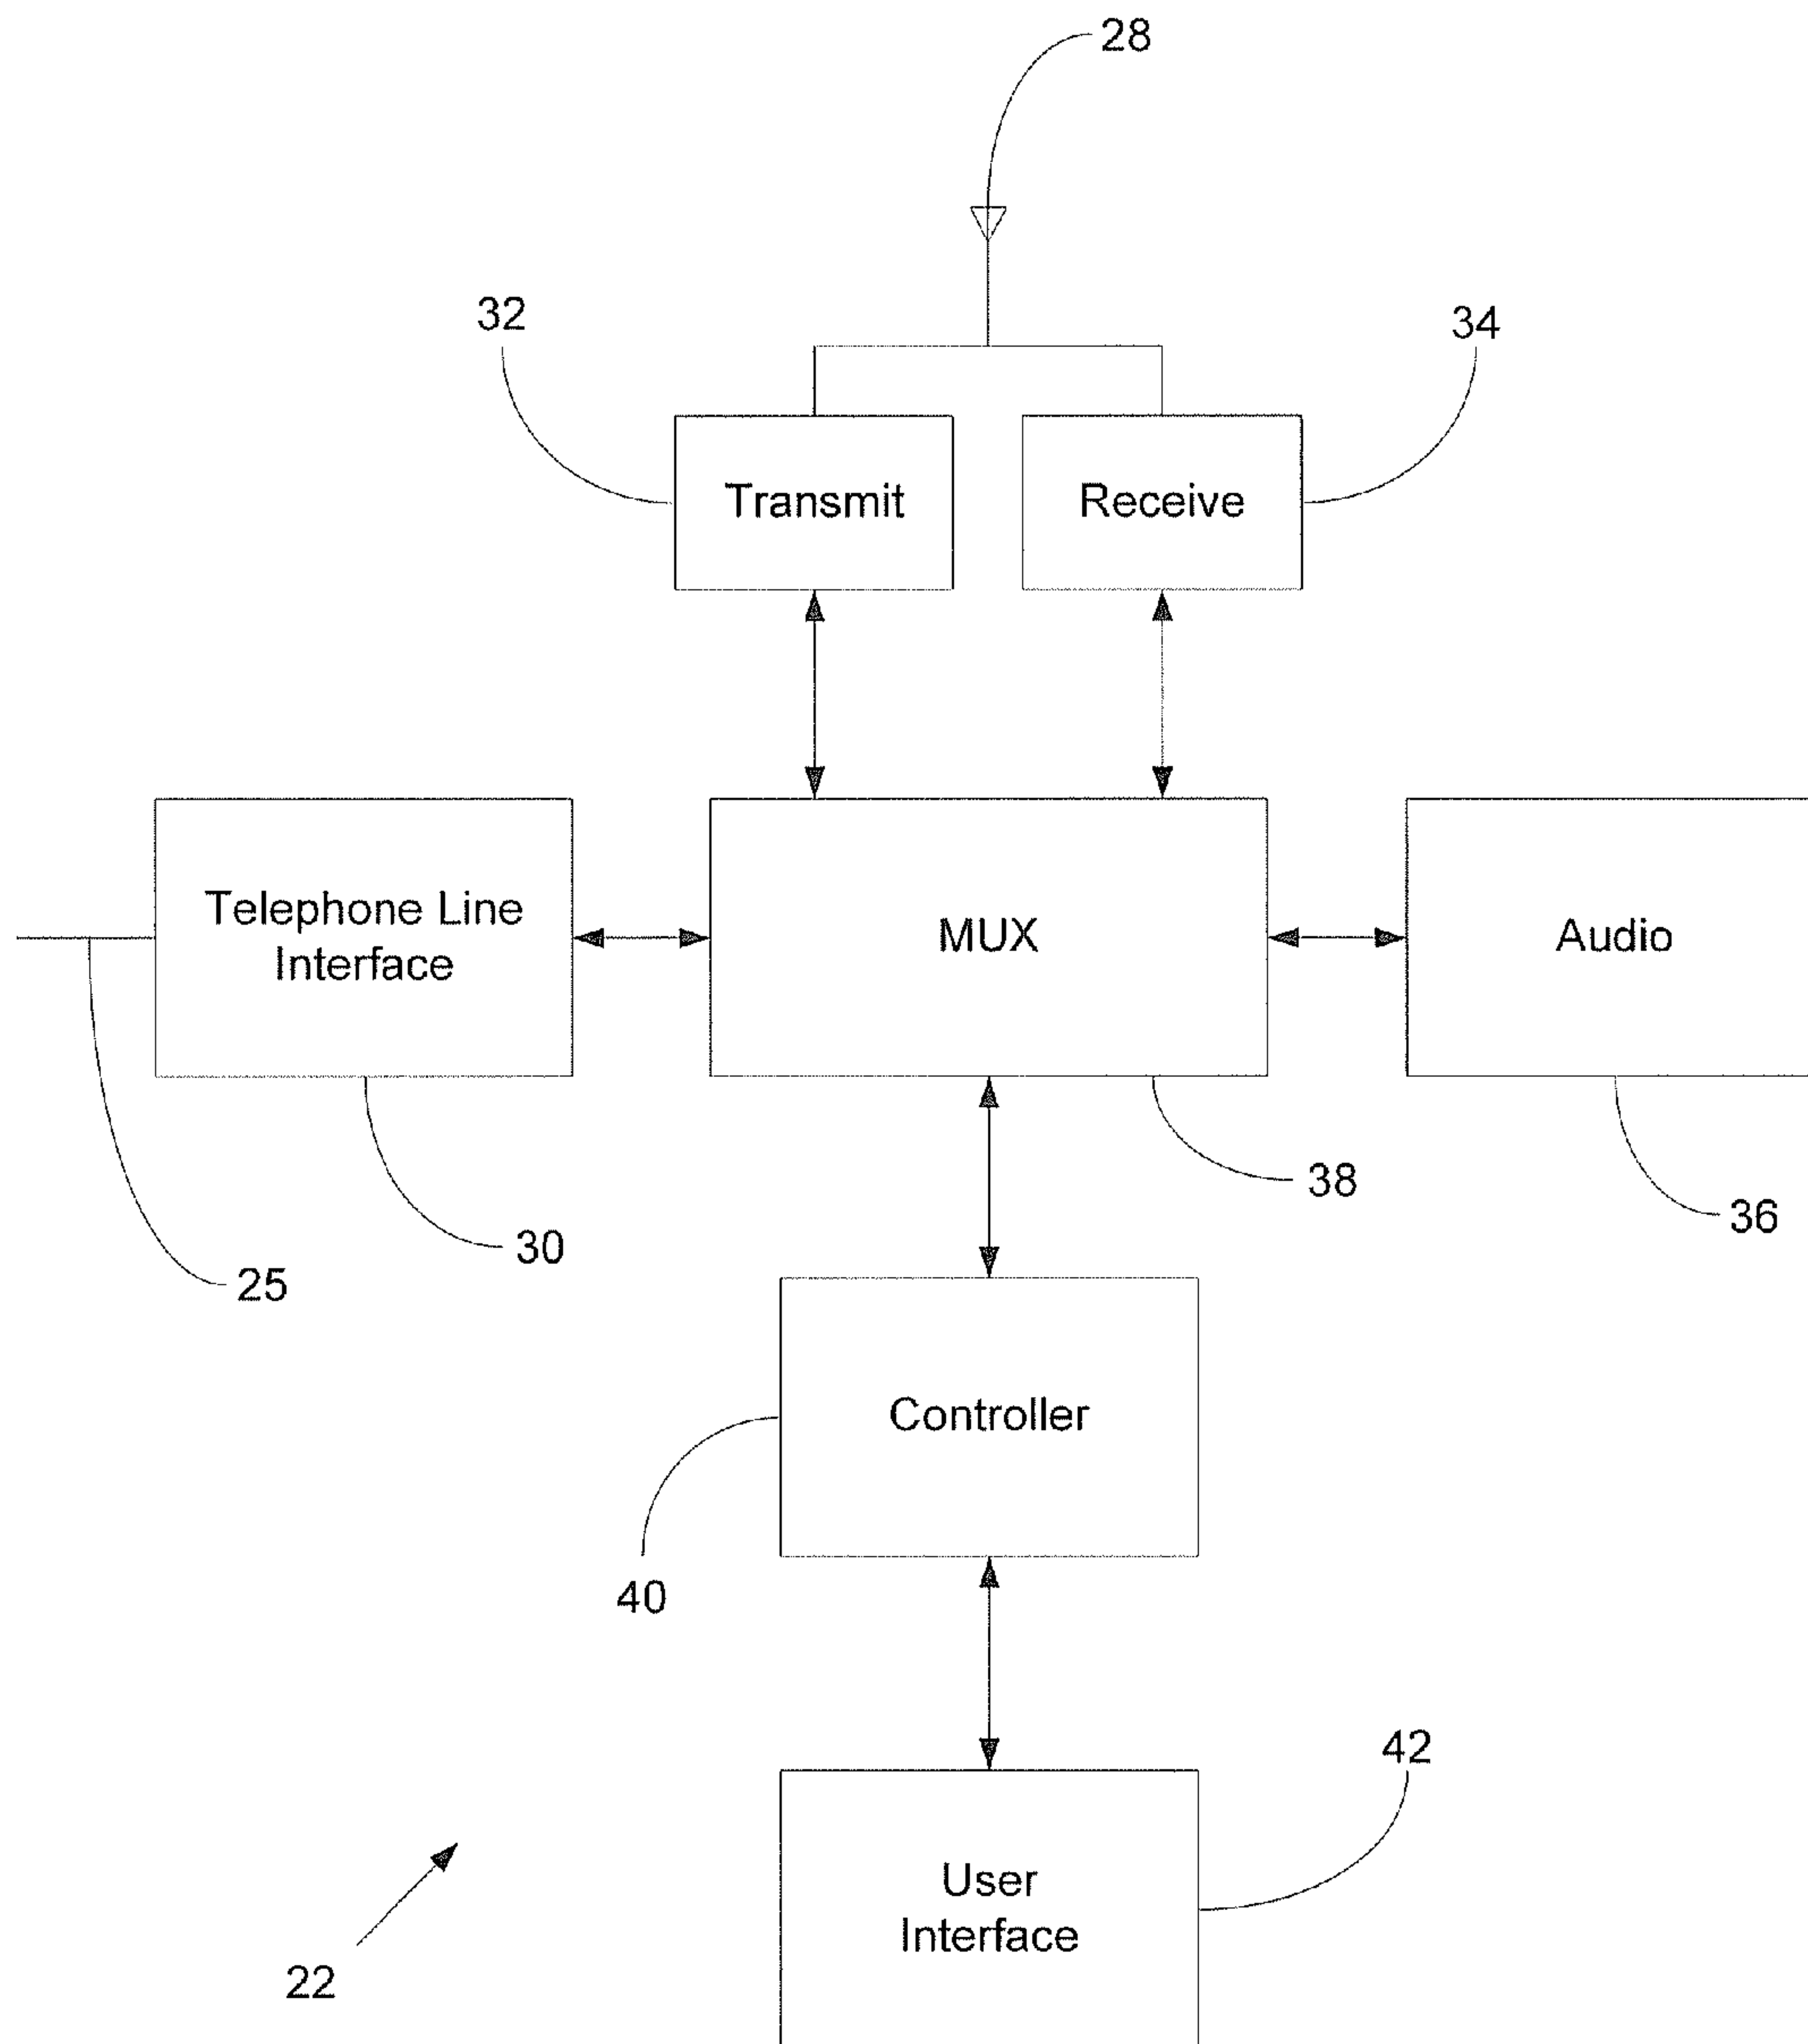 28
32
34
Transmit
Receive
Telephone Line
Interface
MUX
Audio
38
36
30
25
Controller
40
42
User
Interface
22